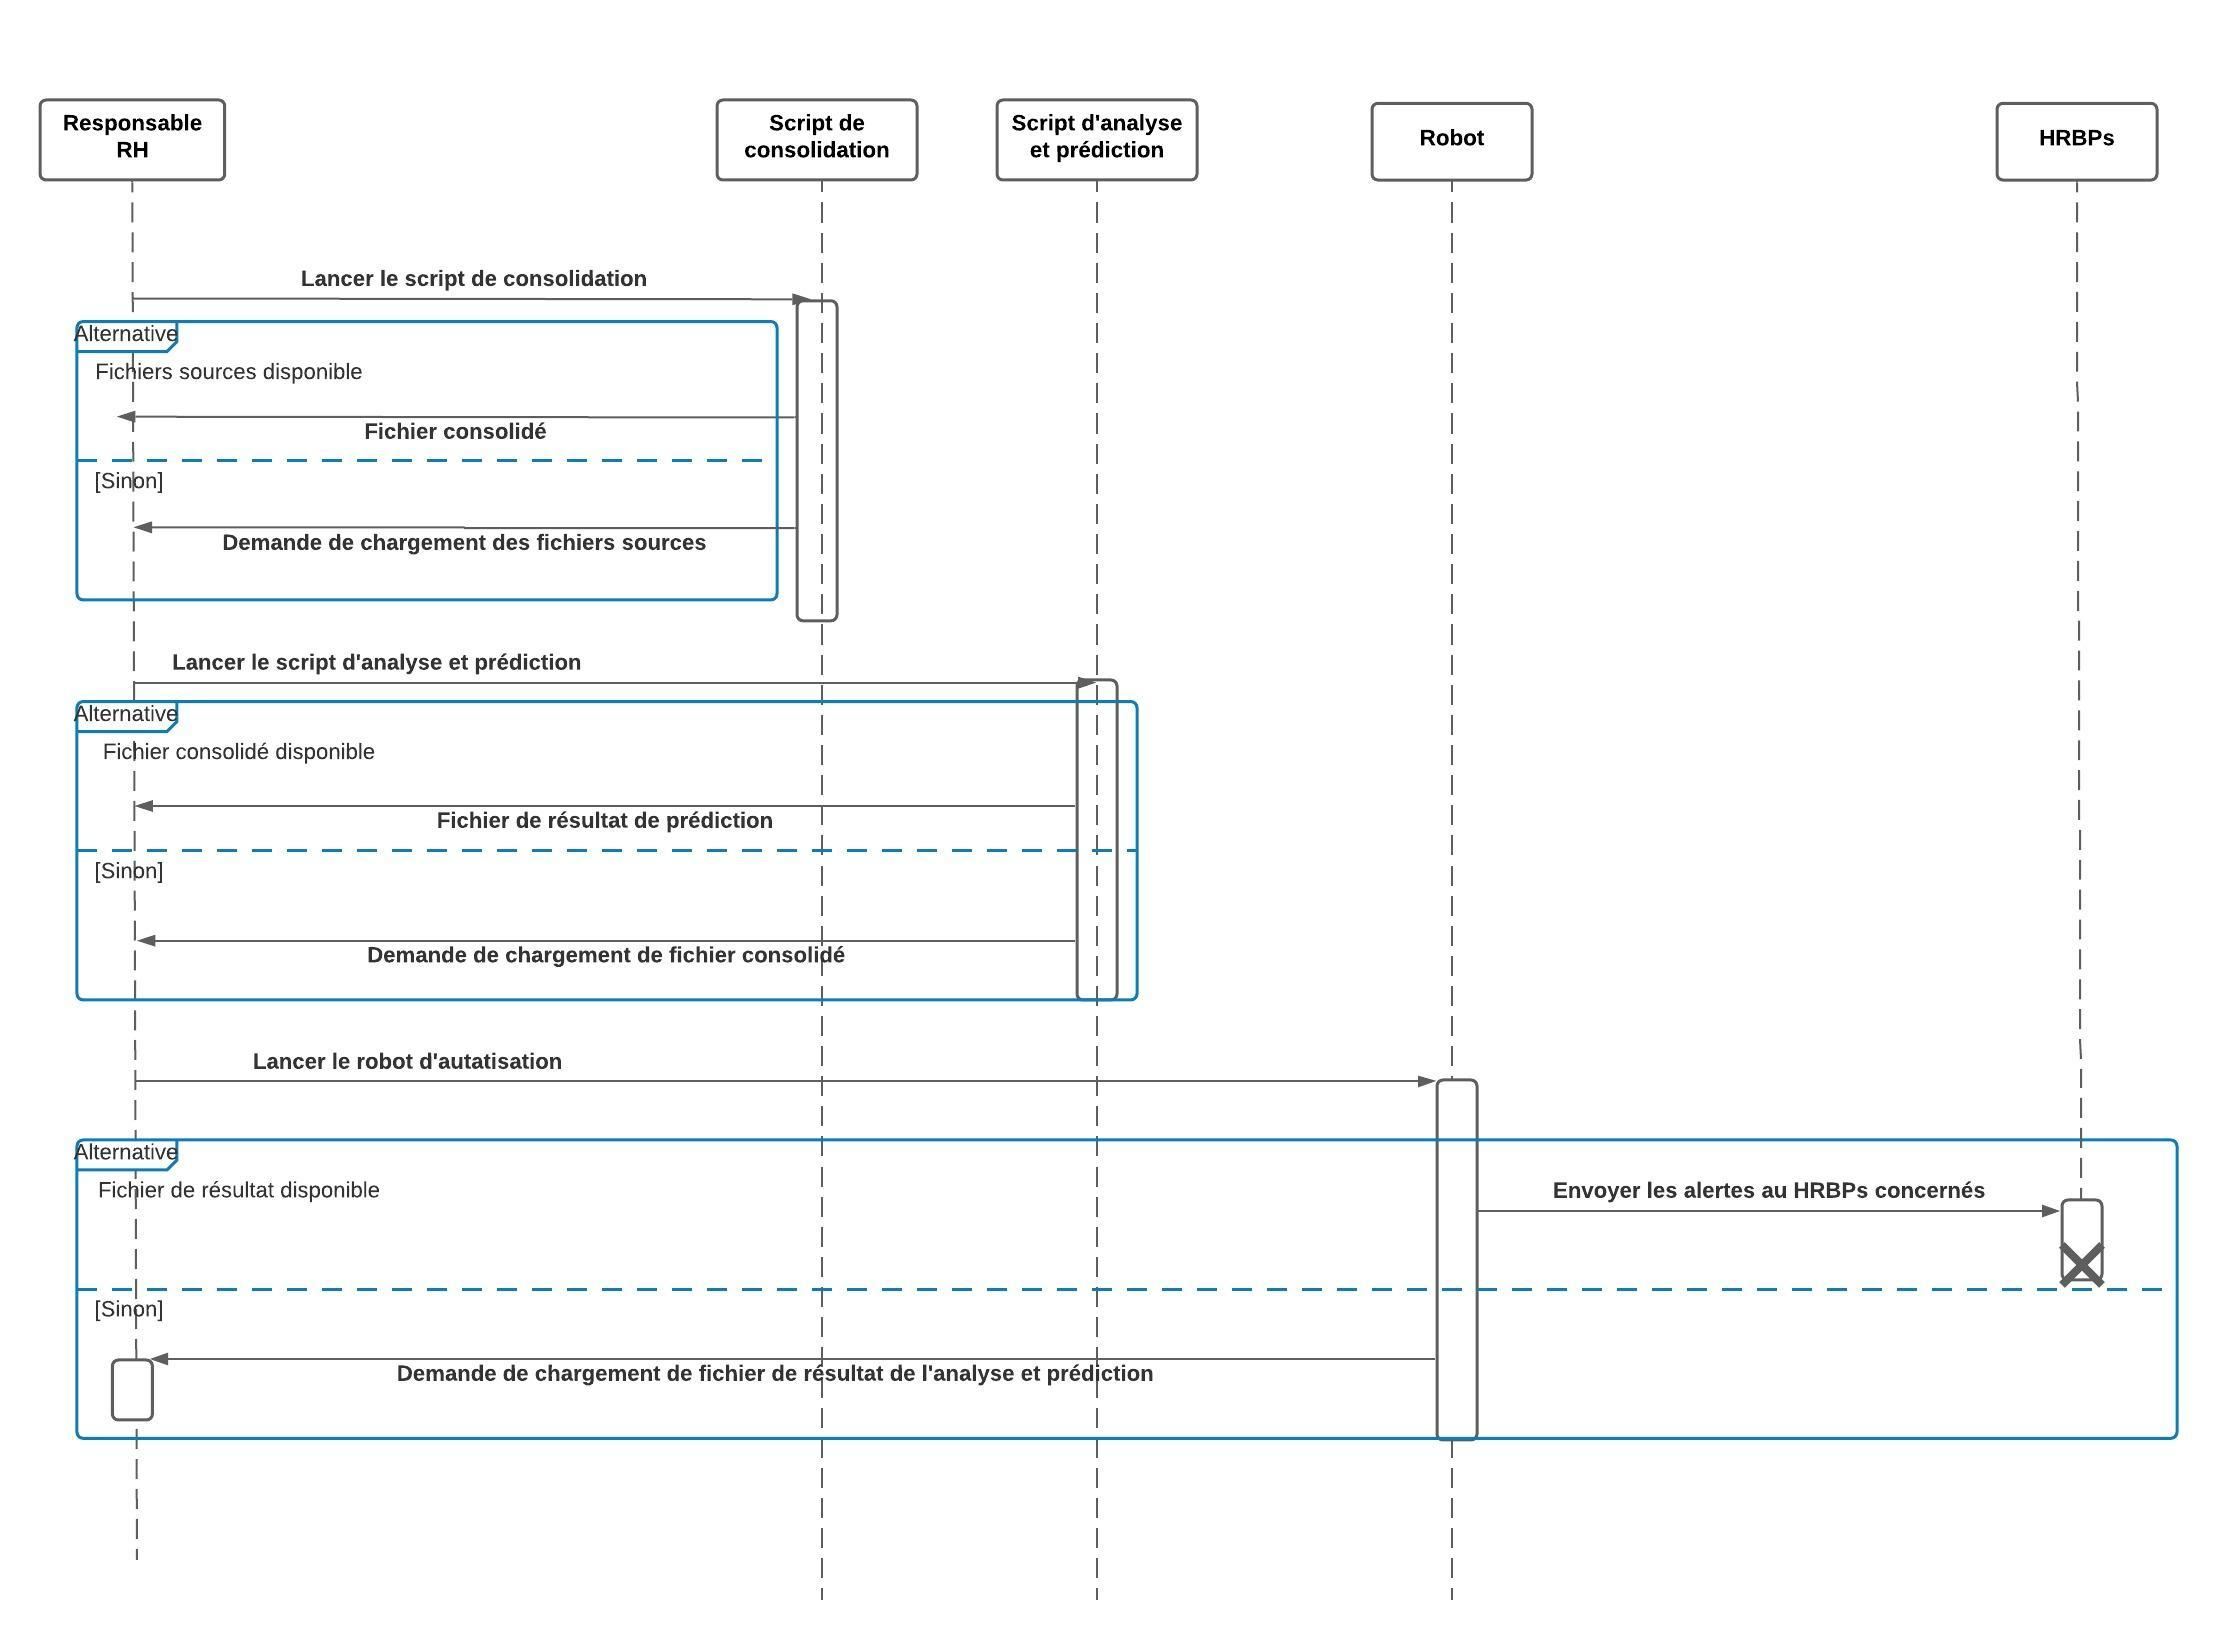 Responsable
RH
Script de
consolidation
Script d'analyse
et prédiction
Robot
HRBPs
Lancer le script de consolidation
Alternative
Fichiers sources disponible
Fichier consolidé
[Sinon]
Demande de chargement des fichiers sources
Lancer le script d'analyse et prédiction
Alternative
Fichier consolidé disponible
Fichier de résultat de prédiction
[Sinon]
Demande de chargement de fichier consolidé
Lancer le robot d'autatisation
Alternative
Fichier de résultat disponible
Envoyer les alertes au HRBPs concernés
[Sinon]
Demande de chargement de fichier de résultat de l'analyse et prédiction